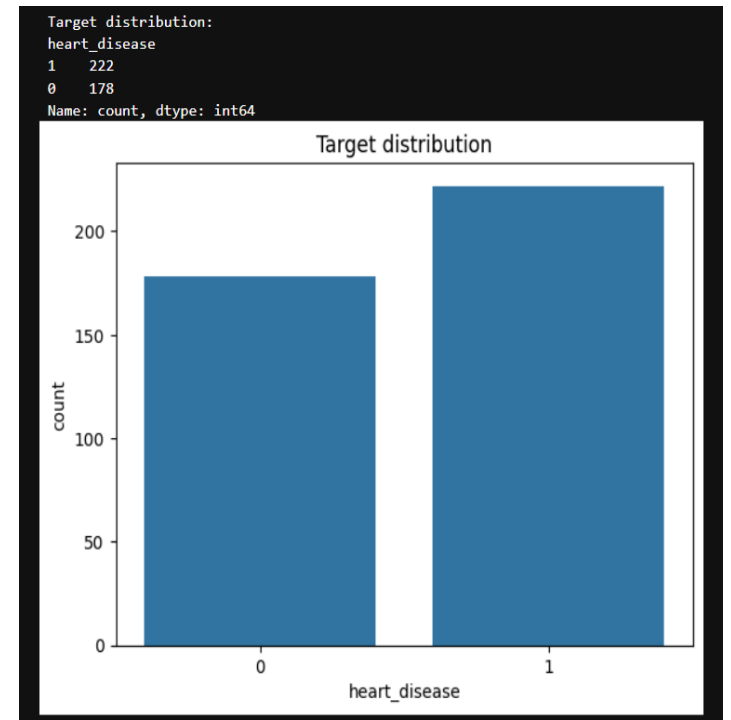 Target distribution:
heart_disease
1    222
0    178
Name: count, dtype: int64
Target distribution
200
150
100
50
0
count
0 1
heart_disease